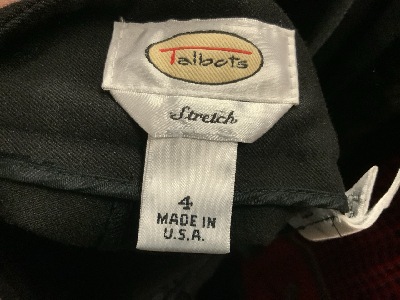 Talbots
Stretch
4
MADE IN
U.S.A.